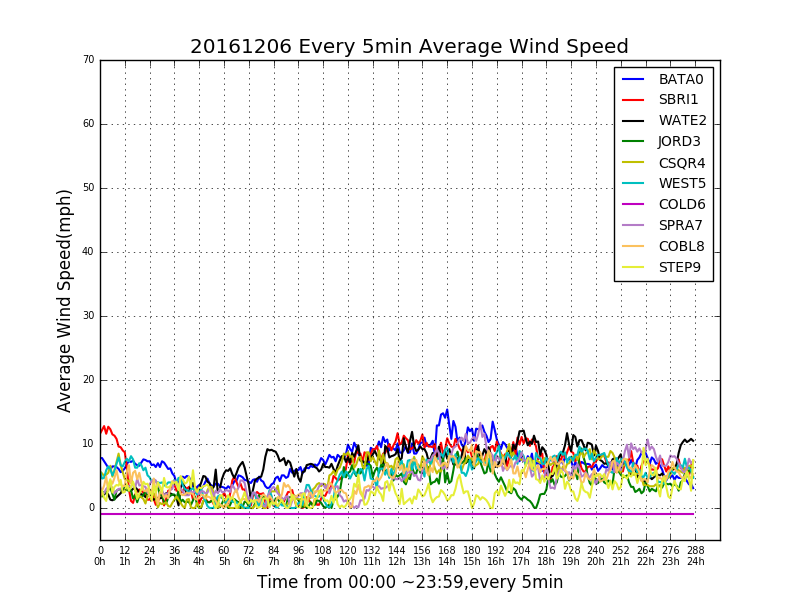 20161206 Every 5min Average Wind Speed
70
60
50
40
30
20
10
0
Average Wind Speed(mph)
BATA0
SBRI1
WATE2
JORD3
CSQR4
WEST5
COLD6
SPRA7
COBL8
STEP9
0 12 24 36 48 60 72 84 96 108 120 132 144 156 168 180 192 204 216 228 240 252 264 276 288
0h 1h 2h 3h 4h 5h 6h 7h 8h 9h 10h 11h 12h 13h 14h 15h 16h 17h 18h 19h 20h 21h 22h 23h 24h
Time from 00:00 ~23:59,every 5min